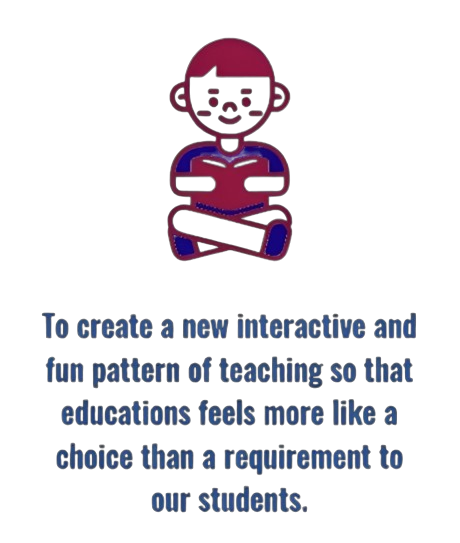 To create a new interactive and
fun pattern of teaching so that
educations feels more like a
choice than a requirement to
our students.